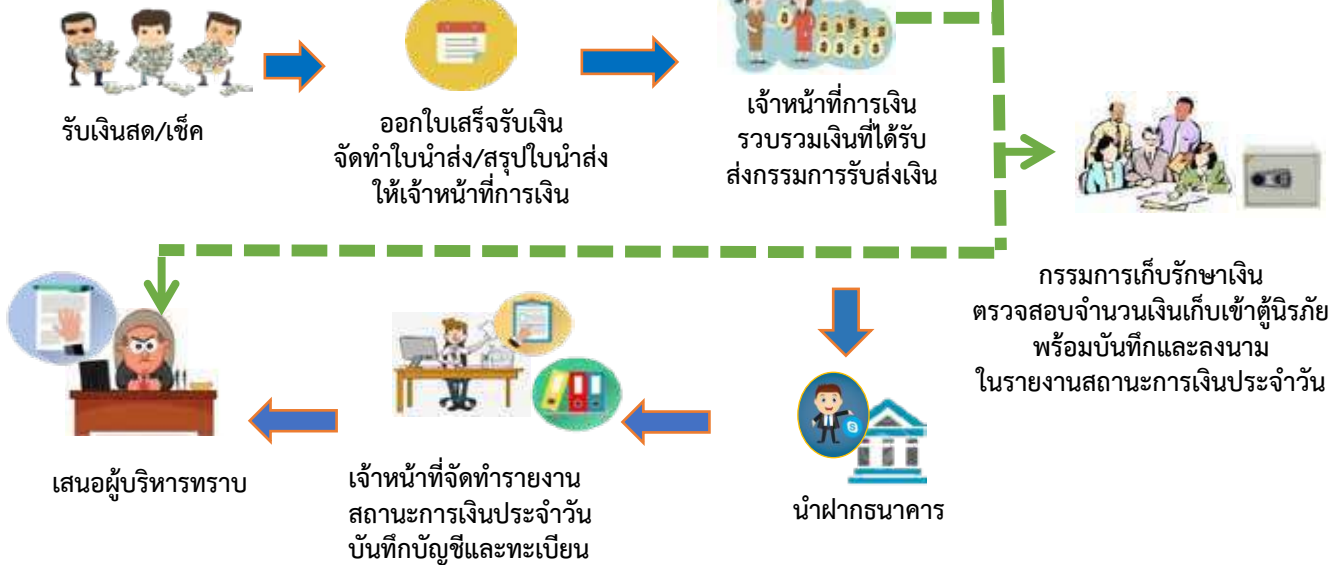 รับเงินสด/เช็ค
ออกใบเสร็จรับเงิน
จัดทำใบนำส่ง/สรุปใบนำส่ง
ให้เจ้าหน้าที่การเงิน
เจ้าหน้าที่การเงิน
รวบรวมเงินที่ได้รับ
ส่งกรรมการรับส่งเงิน
กรรมการเก็บรักษาเงิน
ตรวจสอบจำนวนเงินเก็บเข้าตู้นิรภัย
พร้อมบันทึกและลงนาม
ในรายงานสถานะการเงินประจำวัน
นำฝากธนาคาร
เจ้าหน้าที่จัดทำรายงาน
สถานะการเงินประจำวัน
บันทึกบัญชีและทะเบียน
เสนอผู้บริหารทราบ